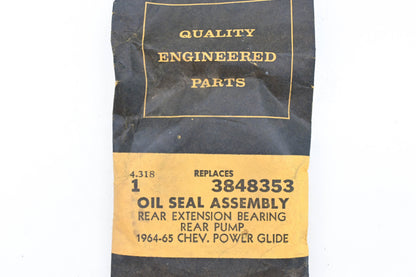 QUALITY
ENGINEERED
PARTS
4.318 REPLACES
1 3848353
OIL SEAL ASSEMBLY
REAR EXTENSION BEARING
REAR PUMP
1964-65 CHEV. POWER GLIDE